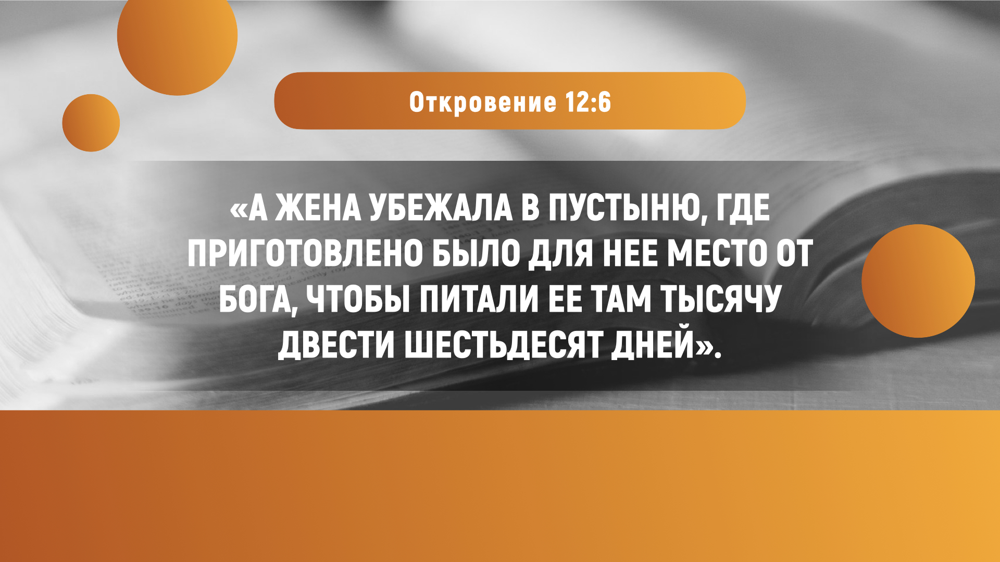 Откровение 12:6
«А ЖЕНА УБЕЖАЛА В ПУСТЫНЮ, ГДЕ
ПРИГОТОВЛЕНО БЫЛО ДЛЯ НЕЕ МЕСТО ОТ
БОГА, ЧТОБЫ ПИТАЛИ ЕЕ ТАМ ТЫСЯЧУ
ДВЕСТИ ШЕСТЬДЕСЯТ ДНЕЙ».